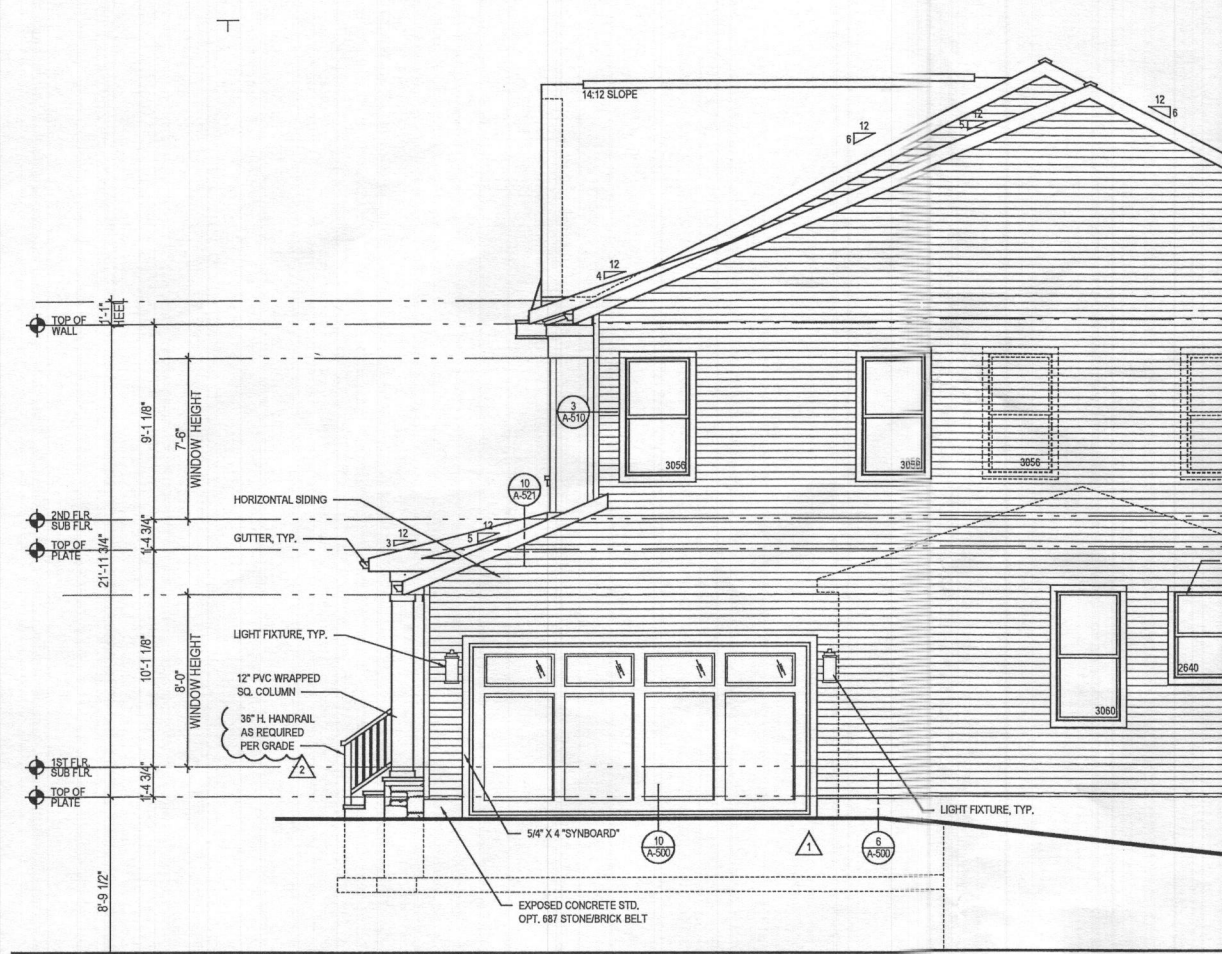 14:12 SLOPE
12
6
12
5
12
6
12
4
1'-1"
HEEL
TOP OF
WALL
9'-1 1/8"
7'-6"
WINDOW HEIGHT
3
A-510
3056
3056
3056
10
A-521
HORIZONTAL SIDING
2ND FLR.
SUB FLR.
GUTTER, TYP.
12
3
12
5
TOP OF
PLATE
1'-4 3/4"
21'-11 3/4"
LIGHT FIXTURE, TYP.
10'-1 1/8"
8'-0"
WINDOW HEIGHT
12" PVC WRAPPED
SQ. COLUMN
36" H. HANDRAIL
AS REQUIRED
PER GRADE
2
2640
3060
1ST FLR.
SUB FLR.
TOP OF
PLATE
1'-4 3/4"
LIGHT FIXTURE, TYP.
5/4" X 4 "SYNBOARD"
10
A-500
1
6
A-500
8'-9 1/2"
EXPOSED CONCRETE STD.
OPT. 687 STONE/BRICK BELT